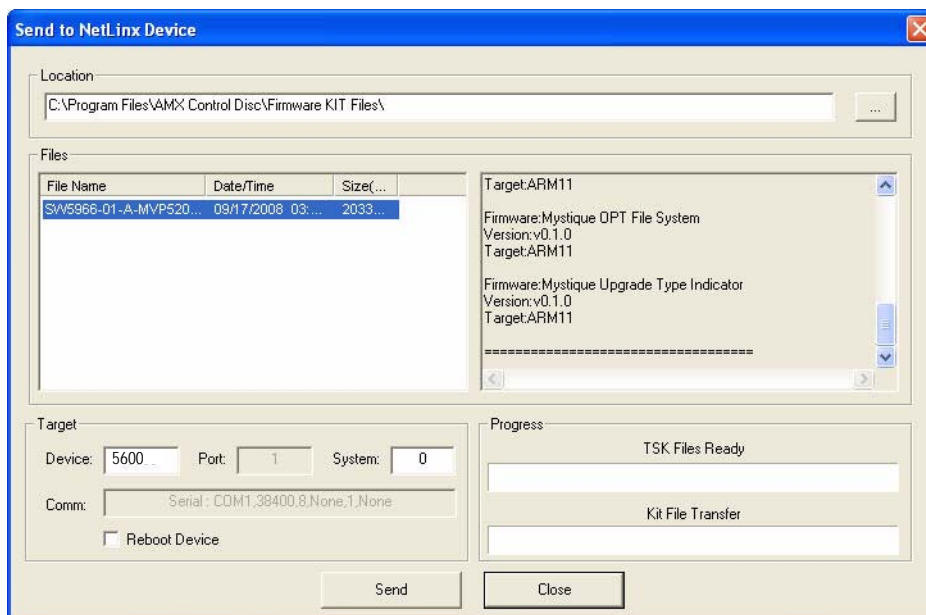 Send to NetLinx Device
Location
C:\Program Files\AMX Control Disc\Firmware KIT Files\
...
Files
File Name Date/Time Size(...
SW5966-01-A-MVP520... 09/17/2008 03:... 2033...
Target:ARM11
Firmware:Mystique OPT File System
Version:v0.1.0
Target:ARM11
Firmware:Mystique Upgrade Type Indicator
Version:v0.1.0
Target:ARM11
===================================
Target
Device: 5600 Port: 1 System: 0
Comm: Serial : COM1,38400,8,None,1,None
Reboot Device
Progress
TSK Files Ready
Kit File Transfer
Send Close